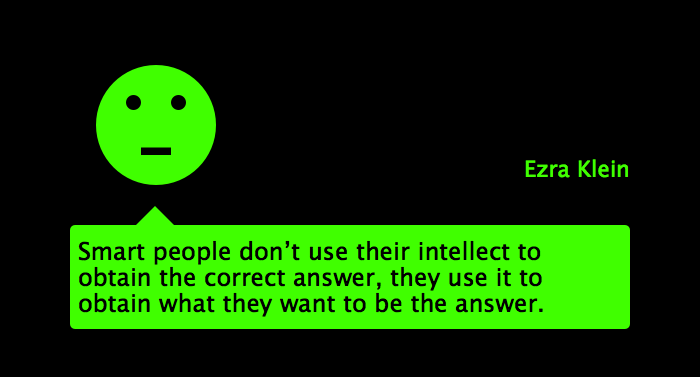 Ezra Klein
Smart people don’t use their intellect to
obtain the correct answer, they use it to
obtain what they want to be the answer.